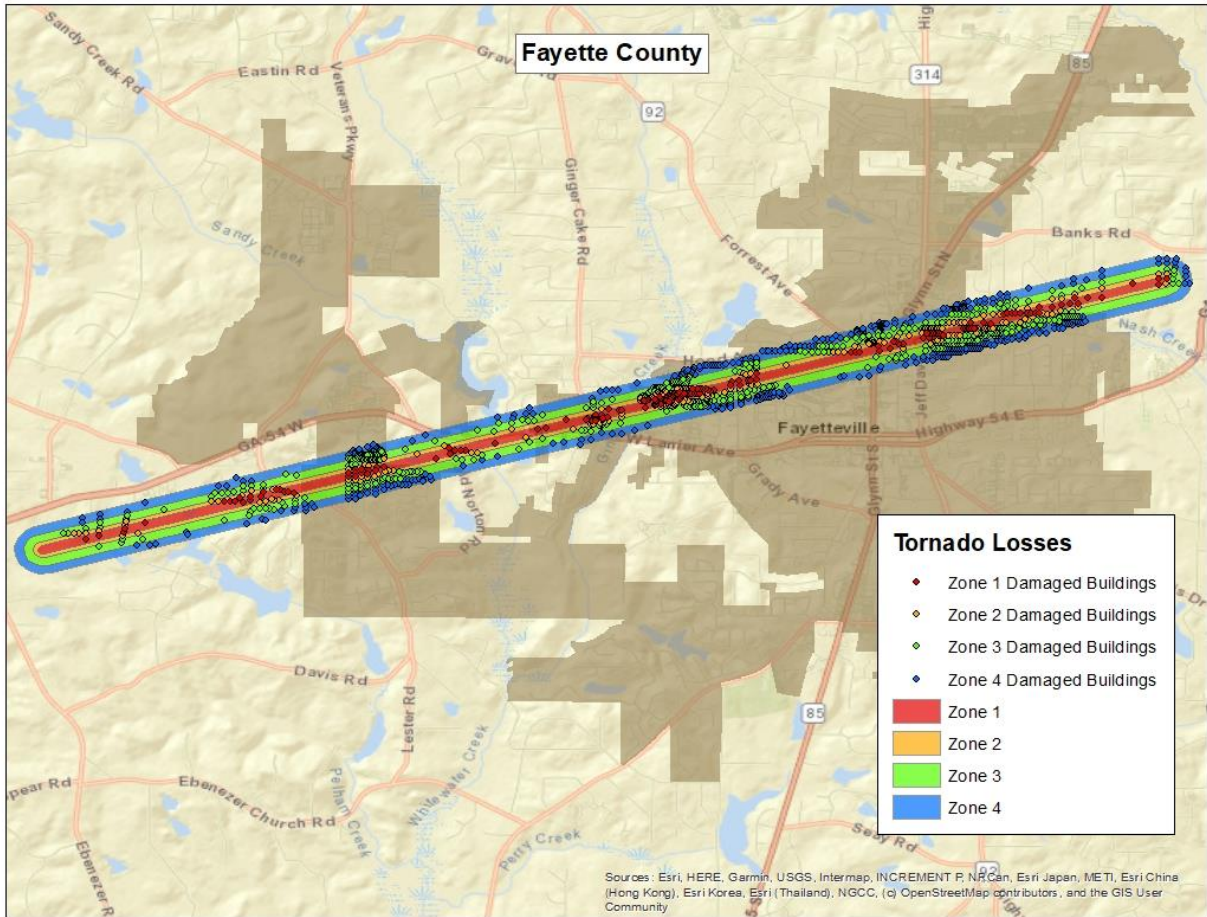 Fayette County
Sandy Creek Rd
Eastin Rd
Veterans Pkwy
92
Ginger Cake Rd
314
85
Sandy Creek
Forrest Ave
Banks Rd
Glynn St N
Nash Creek
Jeff Dav
Creek
GA-54 W
Fayetteville
Highway 54 E
W Lanier Ave
Grady Ave
Glynn St S
Norton
Rd
Davis Rd
Lester Rd
85
Whitewater Creek
Pelham Creek
Ebenezer Church Rd
Perry Creek
Ebenezer R
92
Tornado Losses
Zone 1 Damaged Buildings
Zone 2 Damaged Buildings
Zone 3 Damaged Buildings
Zone 4 Damaged Buildings
Zone 1
Zone 2
Zone 3
Zone 4
Sources: Esri, HERE, Garmin, USGS, Intermap, INCREMENT P, NRCan, Esri Japan, METI, Esri China
(Hong Kong), Esri Korea, Esri (Thailand), NGCC, (c) OpenStreetMap contributors, and the GIS User
Community